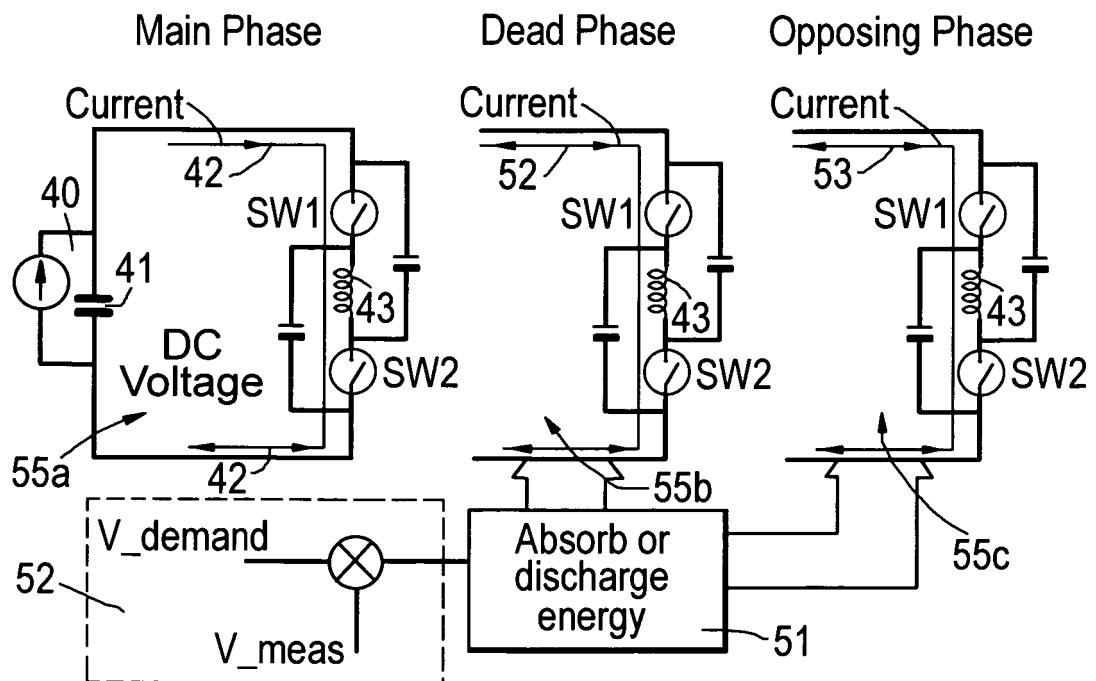 Main Phase
Dead Phase
Opposing Phase
Current
Current
Current
42
52
53
40
SW1
SW1
SW1
41
43
43
43
DC
Voltage
SW2
SW2
SW2
55a
42
55b
55c
V_demand
52
V_meas
Absorb or
discharge
energy
51